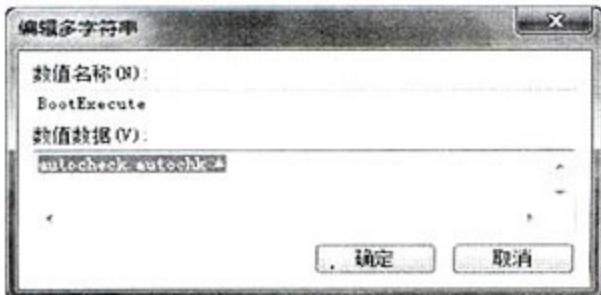 编辑多字符串
数值名称(N):
BootExecute
数值数据(V):
autocheck autochk *
确定
取消